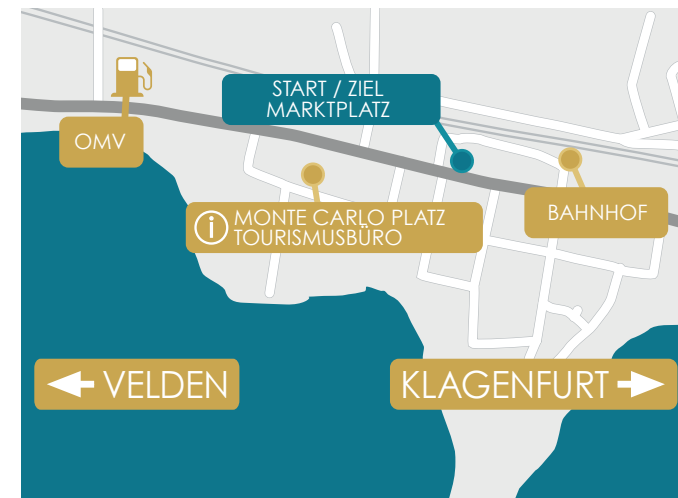 START / ZIEL
MARKTPLATZ
OMV
MONTE CARLO PLATZ
TOURISMUSBÜRO
BAHNHOF
VELDEN
KLAGENFURT